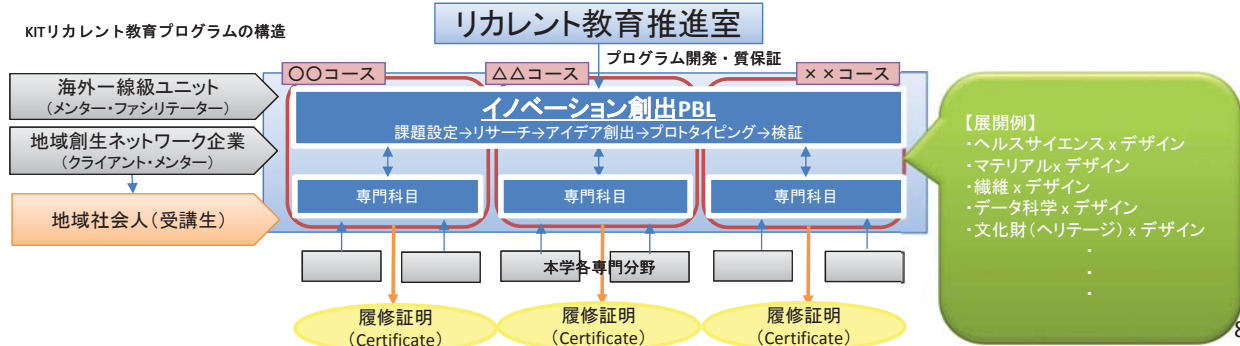 リカレント教育推進室
KITリカレント教育プログラムの構造
プログラム開発・質保証
〇〇コース
△△コース
××コース
海外一線級ユニット
(メンター・ファシリテーター)
地域創生ネットワーク企業
(クライアント・メンター)
地域社会人(受講生)
イノベーション創出PBL
課題設定→リサーチ→アイデア創出→プロトタイピング→検証
専門科目
専門科目
専門科目
本学各専門分野
履修証明
(Certificate)
履修証明
(Certificate)
履修証明
(Certificate)
【展開例】
・ヘルスサイエンス x デザイン
・マテリアルx デザイン
・繊維 x デザイン
・データ科学 x デザイン
・文化財(ヘリテージ) x デザイン
・
・
・
8